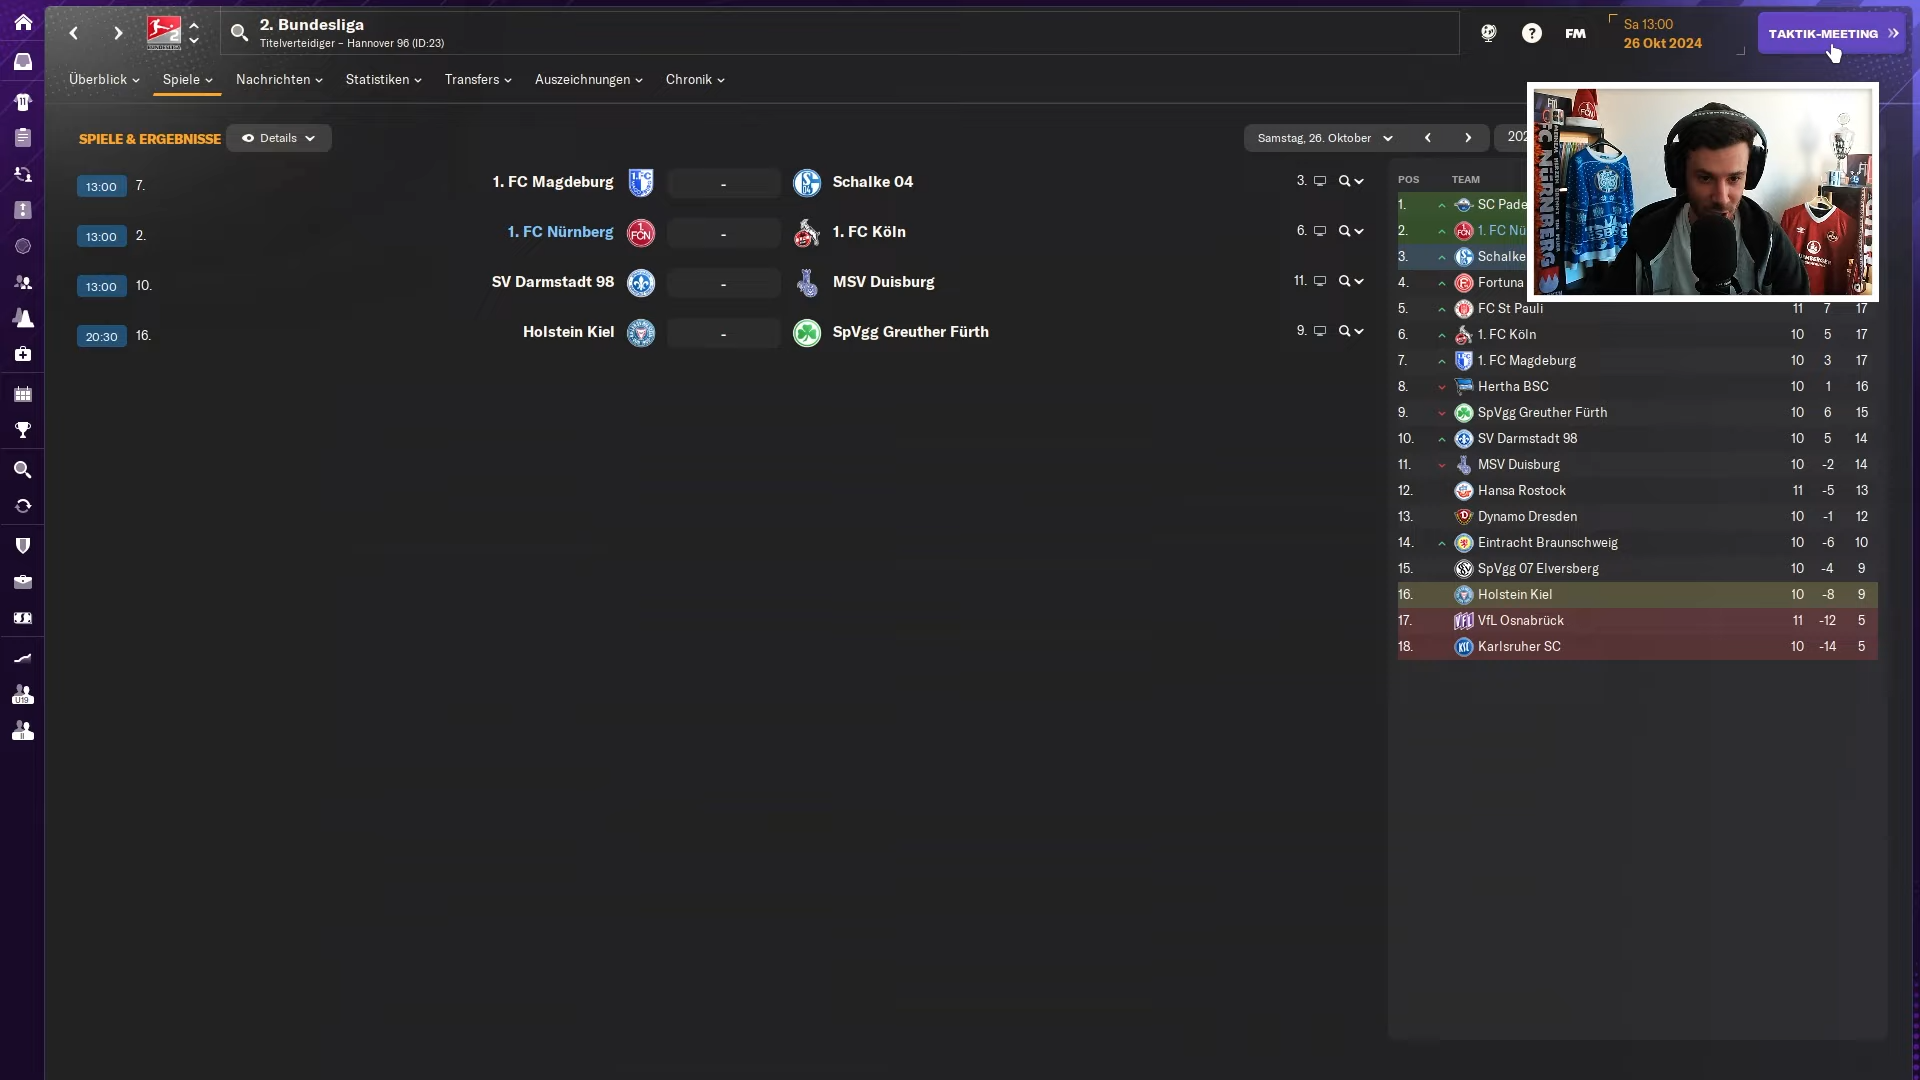 2. Bundesliga
Titelverteidiger – Hannover 96 (ID:23)
?
FM
Sa 13:00
26 Okt 2024
TAKTIK-MEETING
Überblick
Spiele
Nachrichten
Statistiken
Transfers
Auszeichnungen
Chronik
SPIELE & ERGEBNISSE
Details
Samstag, 26. Oktober
13:00 7. 1. FC Magdeburg - Schalke 04 3.
13:00 2. 1. FC Nürnberg - 1. FC Köln 6.
13:00 10. SV Darmstadt 98 - MSV Duisburg 11.
20:30 16. Holstein Kiel - SpVgg Greuther Fürth 9.
POS TEAM
1. SC Pade
2. 1. FC Nü
3. Schalke
4. Fortuna
5. FC St Pauli 11 7 17
6. 1. FC Köln 10 5 17
7. 1. FC Magdeburg 10 3 17
8. Hertha BSC 10 1 16
9. SpVgg Greuther Fürth 10 6 15
10. SV Darmstadt 98 10 5 14
11. MSV Duisburg 10 -2 14
12. Hansa Rostock 11 -5 13
13. Dynamo Dresden 10 -1 12
14. Eintracht Braunschweig 10 -6 10
15. SpVgg 07 Elversberg 10 -4 9
16. Holstein Kiel 10 -8 9
17. VfL Osnabrück 11 -12 5
18. Karlsruher SC 10 -14 5
FC NÜRNBERG
U19
II